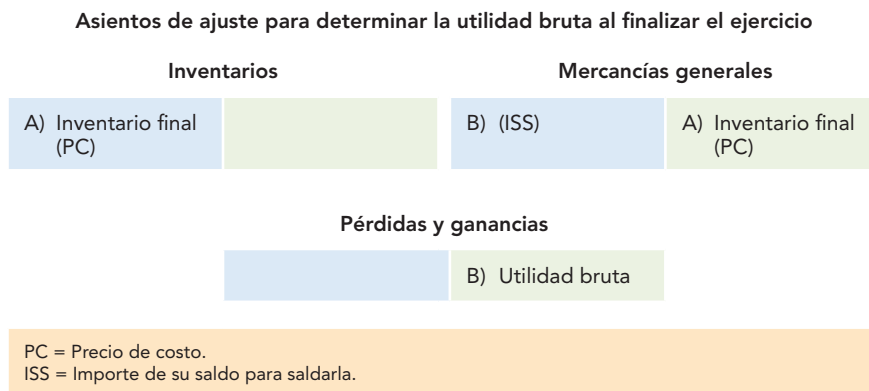 Asientos de ajuste para determinar la utilidad bruta al finalizar el ejercicio
Inventarios
A) Inventario final
(PC)
Mercancías generales
B) (ISS)
A) Inventario final
(PC)
Pérdidas y ganancias
B) Utilidad bruta
PC = Precio de costo.
ISS = Importe de su saldo para saldarla.